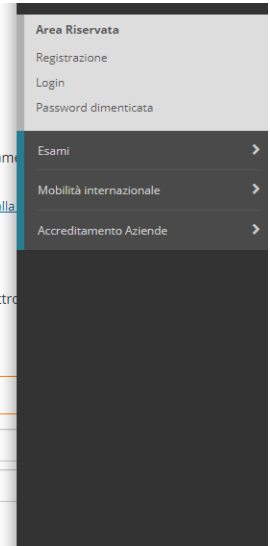 Area Riservata
Registrazione
Login
Password dimenticata
Esami
Mobilità internazionale
Accreditamento Aziende